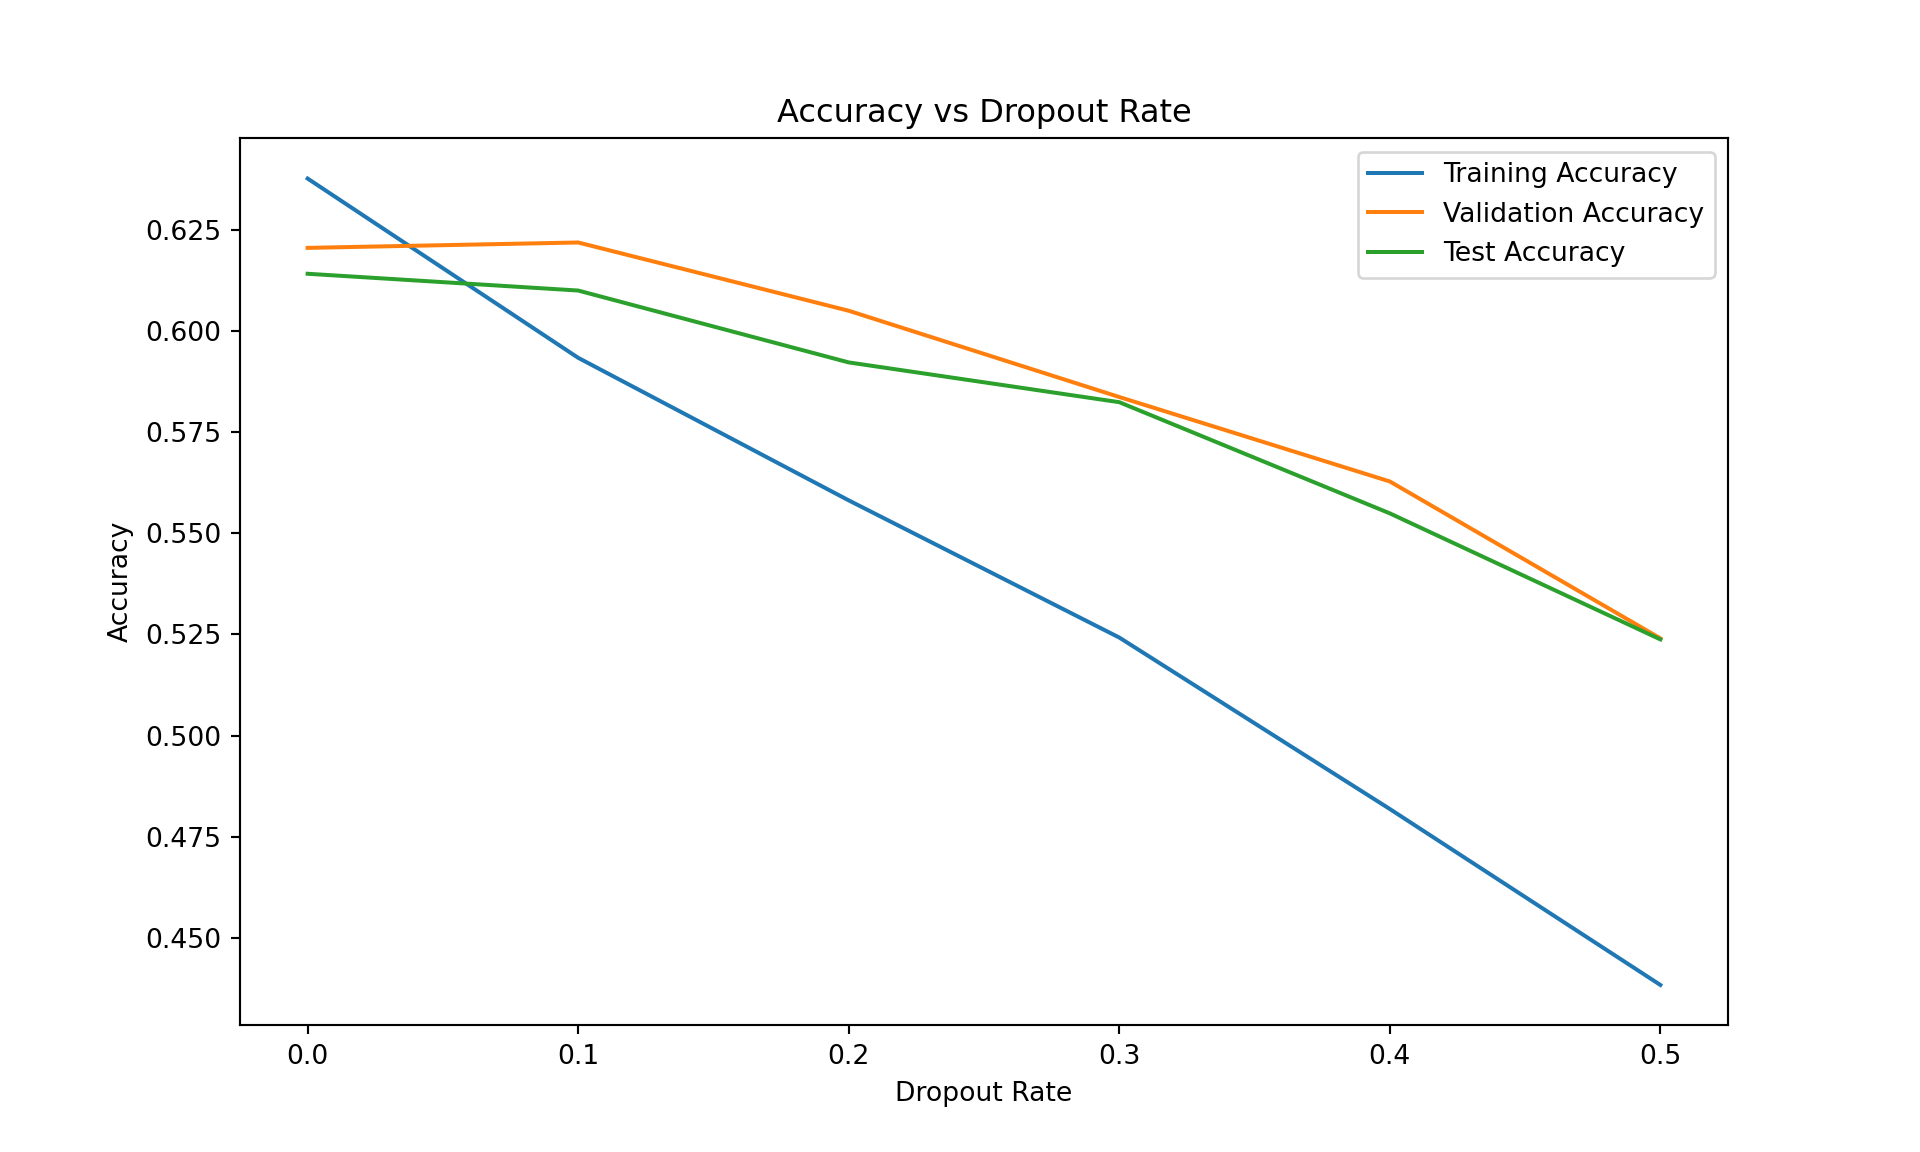 Accuracy vs Dropout Rate
Training Accuracy
Validation Accuracy
Test Accuracy
Accuracy
0.625
0.600
0.575
0.550
0.525
0.500
0.475
0.450
0.0 0.1 0.2 0.3 0.4 0.5
Dropout Rate